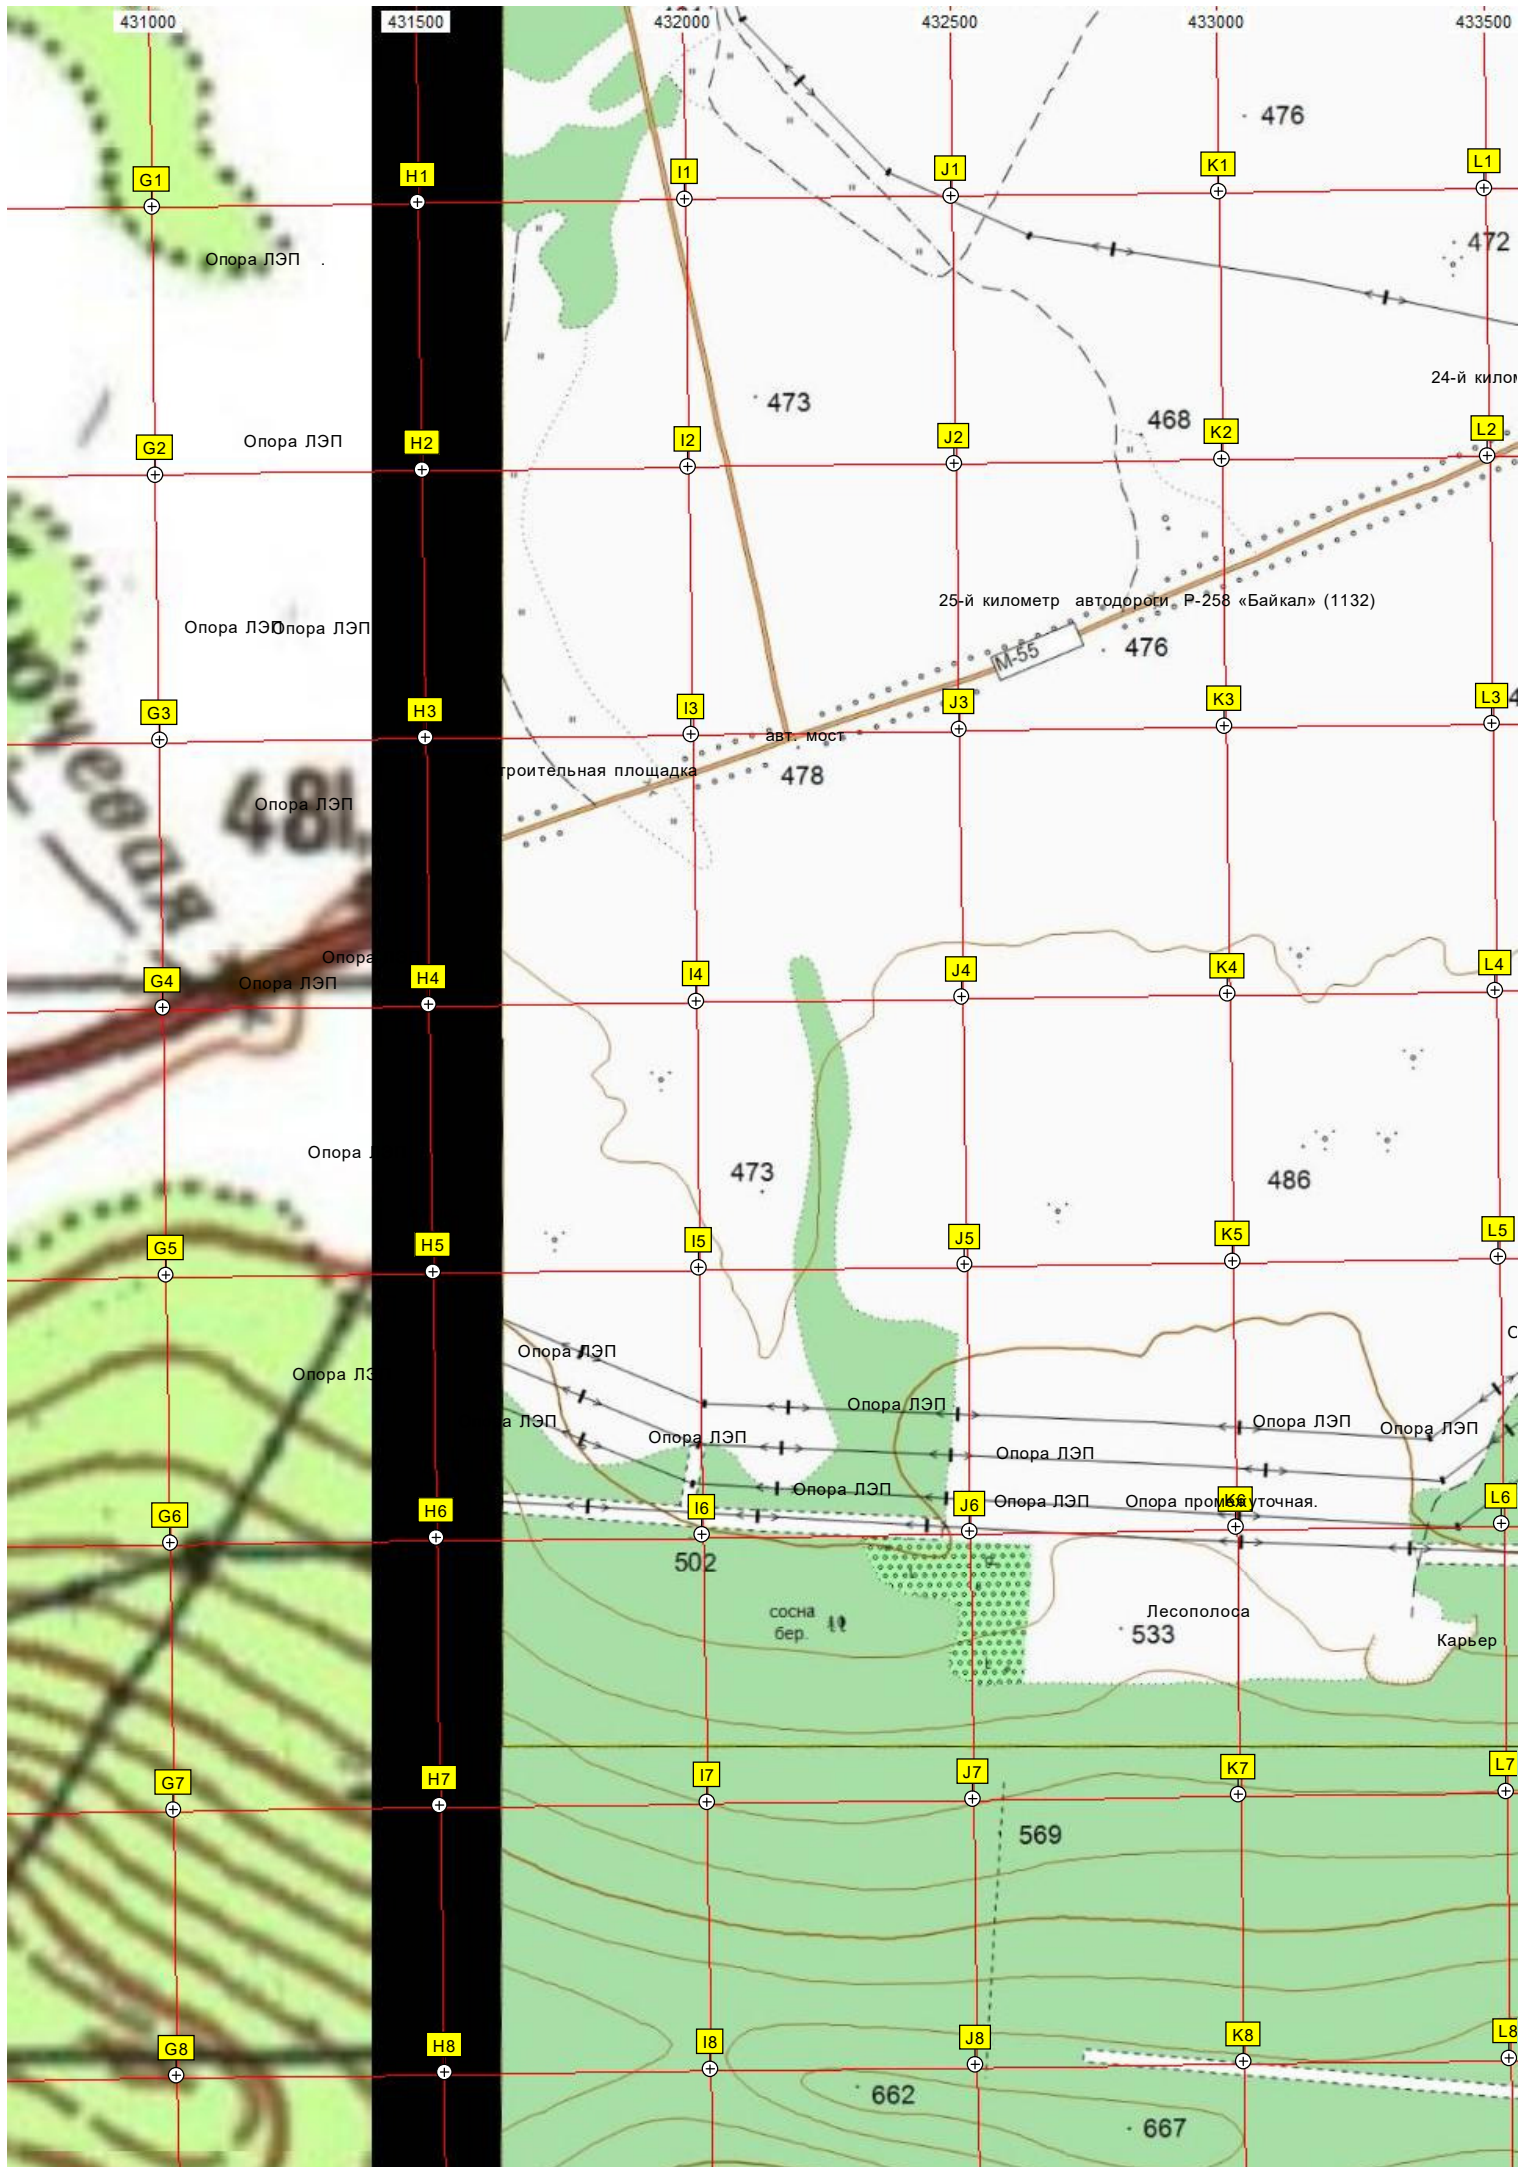 431000 431500 432000 432500 433000 433500
476
G1 H1 I1 J1 K1 L1
472
Опора ЛЭП .
24-й килом
473
468
G2 H2 I2 J2 K2 L2
Опора ЛЭП
25-й километр автодороги Р-258 «Байкал» (1132)
Опора ЛЭП Опора ЛЭП
М-55
476
G3 H3 I3 J3 K3 L3 4
авт. мост
троительная площадка
478
Опора ЛЭП
481
чевая
Опора
G4 H4 I4 J4 K4 L4
Опора ЛЭП
Опора Л
473
486
G5 H5 I5 J5 K5 L5
О
Опора ЛЭП
Опора ЛЭ
Опора ЛЭП
а ЛЭП
Опора ЛЭП
Опора ЛЭП
Опора ЛЭП
Опора ЛЭП
Опора ЛЭП
Опора ЛЭП Опора промежуточная.
G6 H6 I6 J6 K6 L6
502
сосна
бер.
Лесополоса
533
Карьер
G7 H7 I7 J7 K7 L7
569
G8 H8 I8 J8 K8 L8
662
667